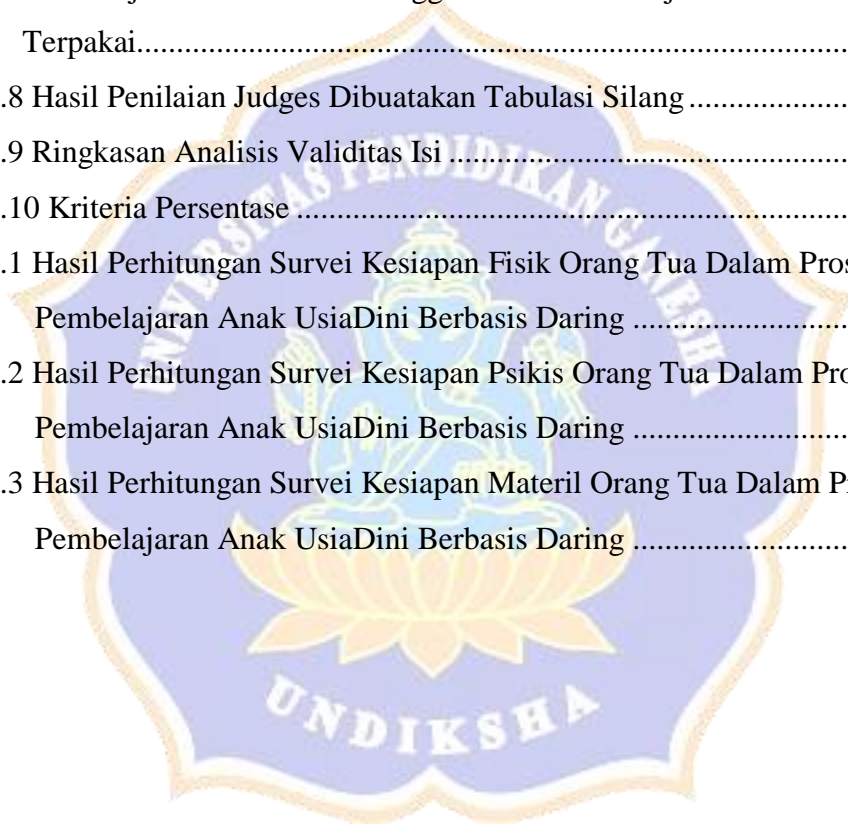 Terpakai
.8 Hasil Penilaian Judges Dibuatakan Tabulasi Silang
.9 Ringkasan Analisis Validitas Isi
.10 Kriteria Persentase
.1 Hasil Perhitungan Survei Kesiapan Fisik Orang Tua Dalam Pros
Pembelajaran Anak UsiaDini Berbasis Daring
.2 Hasil Perhitungan Survei Kesiapan Psikis Orang Tua Dalam Pro
Pembelajaran Anak UsiaDini Berbasis Daring
.3 Hasil Perhitungan Survei Kesiapan Materil Orang Tua Dalam P
Pembelajaran Anak UsiaDini Berbasis Daring
UNIVERSITAS PENDIDIKAN GANESHA
UNDIKSHA